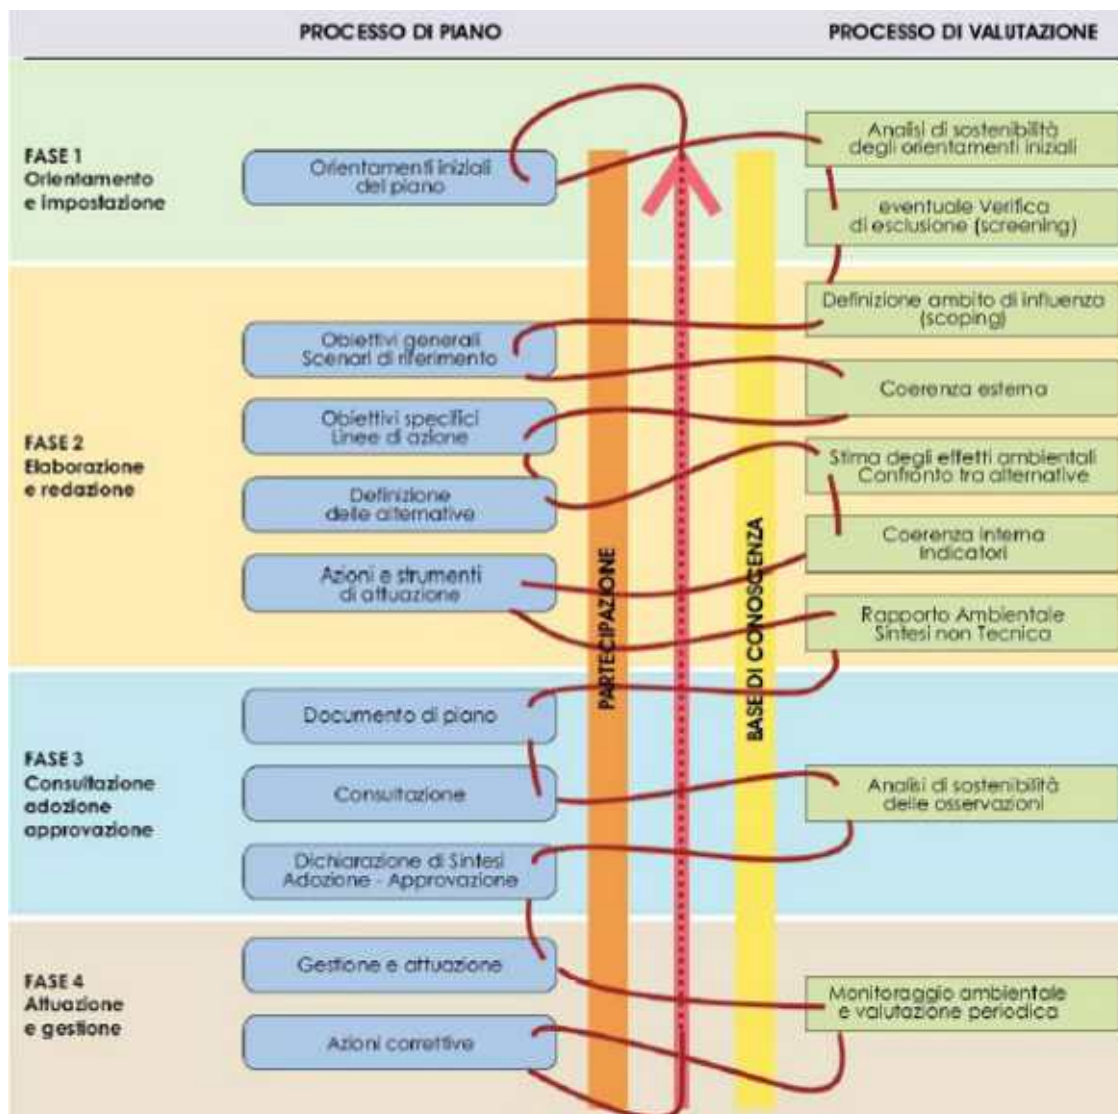 PROCESSO DI PIANO
PROCESSO DI VALUTAZIONE
FASE 1
Orientamento
e impostazione
Orientamenti iniziali
del piano
Analisi di sostenibilità
degli orientamenti iniziali
eventuale Verifica
di esclusione (screening)
FASE 2
Elaborazione
e redazione
Obiettivi generali
Scenari di riferimento
Definizione ambito di influenza
(scoping)
Coerenza esterna
Obiettivi specifici
Linee di azione
Definizione
delle alternative
Stima degli effetti ambientali
Confronto tra alternative
Azioni e strumenti
di attuazione
Coerenza interna
Indicatori
Rapporto Ambientale
Sintesi non Tecnica
PARTECIPAZIONE
BASE DI CONOSCENZA
FASE 3
Consultazione
adozione
approvazione
Documento di piano
Consultazione
Analisi di sostenibilità
delle osservazioni
Dichiarazione di Sintesi
Adozione - Approvazione
FASE 4
Attuazione
e gestione
Gestione e attuazione
Azioni correttive
Monitoraggio ambientale
e valutazione periodica